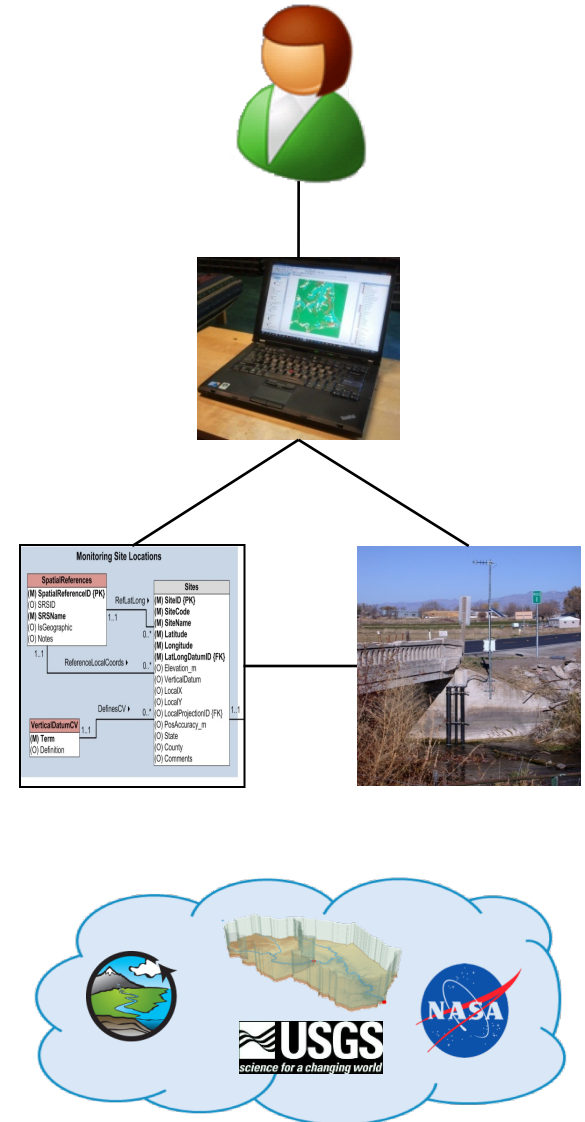 Monitoring Site Locations
SpatialReferences
(M) SpatialReferenceID {PK}
(O) SRSID
(M) SRSName
(O) IsGeographic
(O) Notes
RefLatLong
1..1
0..*
1..1
ReferenceLocalCoords
0..*
Sites
(M) SiteID {PK}
(M) SiteCode
(M) SiteName
(M) Latitude
(M) Longitude
(M) LatLongDatumID {FK}
(O) Elevation_m
(O) VerticalDatum
(O) LocalX
(O) LocalY
(O) LocalProjectionID {FK}
(O) PosAccuracy_m
(O) State
(O) County
(O) Comments
1..1
DefinesCV
0..*
VerticalDatumCV
1..1
(M) Term
(O) Definition
USGS
science for a changing world
NASA